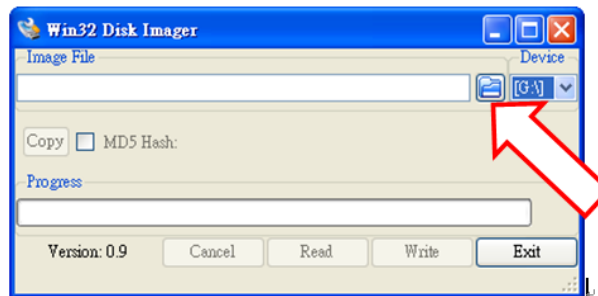 Win32 Disk Imager
Image File
Device
[G:\]
Copy
MD5 Hash:
Progress
Version: 0.9
Cancel
Read
Write
Exit